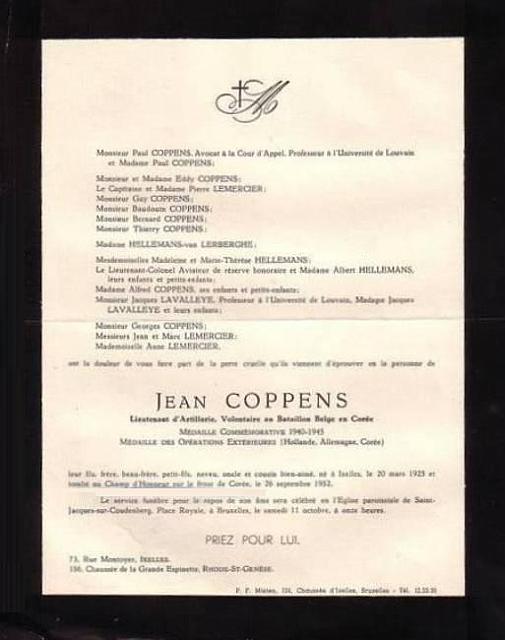 Monsieur Paul COPPENS, Avocat à la Cour d'Appel, Professeur à l'Université de Louvain
et Madame Paul COPPENS;
Monsieur et Madame Eddy COPPENS;
Le Capitaine et Madame Pierre LEMERCIER;
Monsieur Guy COPPENS;
Monsieur Baudouin COPPENS;
Monsieur Bernard COPPENS;
Monsieur Thierry COPPENS;
Madame HELLEMANS-van LERBERGHE;
Mesdemoiselles Madeleine et Marie-Thérèse HELLEMANS;
Le Lieutenant-Colonel Aviateur de réserve honoraire et Madame Albert HELLEMANS,
leurs enfants et petits-enfants;
Madame Alfred COPPENS, ses enfants et petits-enfants;
Monsieur Jacques LAVALLEYE, Professeur à l'Université de Louvain, Madame Jacques
LAVALLEYE et leurs enfants;
Monsieur Georges COPPENS;
Messieurs Jean et Marc LEMERCIER;
Mademoiselle Anne LEMERCIER,
ont la douleur de vous faire part de la perte cruelle qu'ils viennent d'éprouver en la personne de
JEAN COPPENS
Lieutenant d'Artillerie, Volontaire au Bataillon Belge en Corée
MÉDAILLE COMMÉMORATIVE 1940-1945
MÉDAILLE DES OPÉRATIONS EXTÉRIEURES (Hollande, Allemagne, Corée)
leur fils, frère, beau-frère, petit-fils, neveu, oncle et cousin bien-aimé, né à Ixelles, le 20 mars 1925 et
tombé au Champ d'Honneur sur le front de Corée, le 26 septembre 1952.
Le service funèbre pour le repos de son âme sera célébré en l'Eglise paroissiale de Saint-
Jacques-sur-Coudenberg, Place Royale, à Bruxelles, le samedi 11 octobre, à onze heures.
PRIEZ POUR LUI.
73, Rue Montoyer, IXELLES.
156, Chaussée de la Grande Espinette, RHODE-ST-GENÈSE.
P. F. Chaussée d'Ixelles, Bruxelles - Tél.